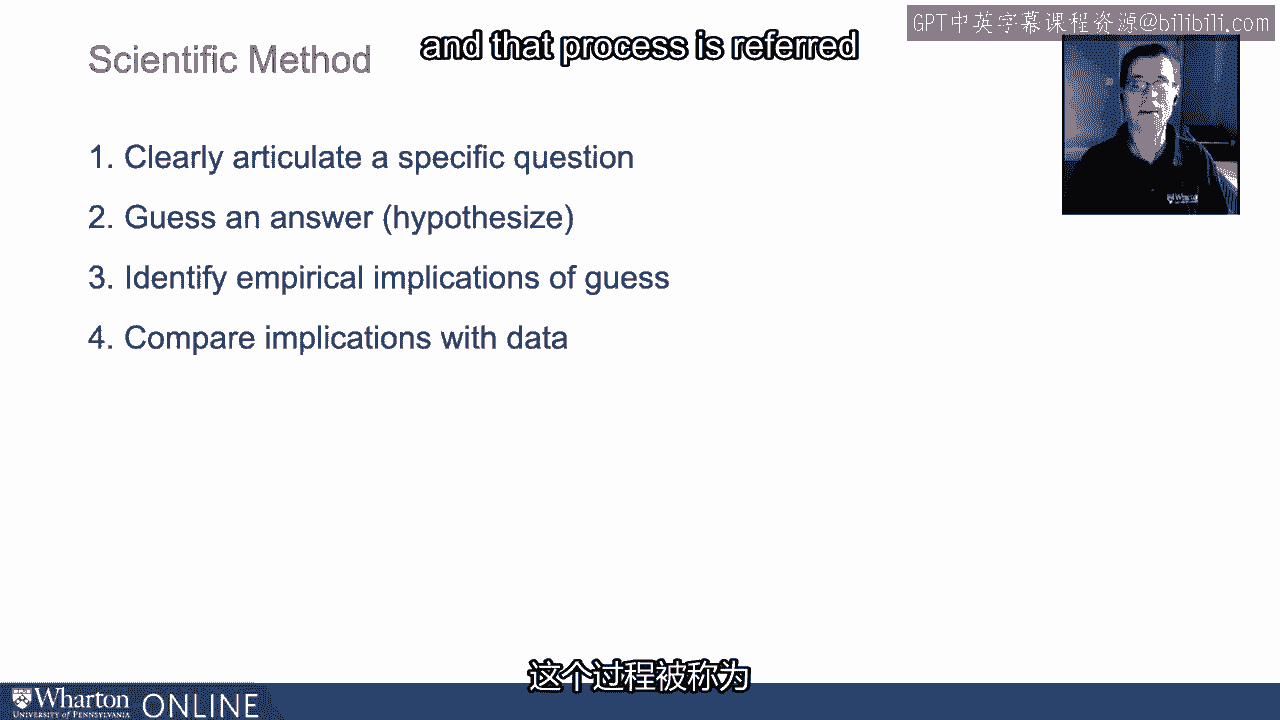 GPT中英字幕课程资源@bilibili.com
and that process is referred
Scientific Method
1. Clearly articulate a specific question
2. Guess an answer (hypothesize)
3. Identify empirical implications of guess
4. Compare implications with data
这个过程被称为
Wharton
UNIVERSITY of PENNSYLVANIA
ONLINE